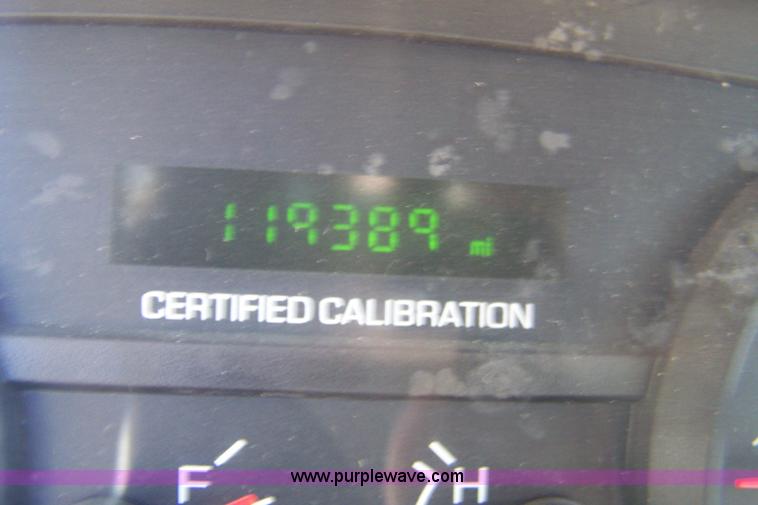 119389 mi
CERTIFIED CALIBRATION
F H
www.purplewave.com